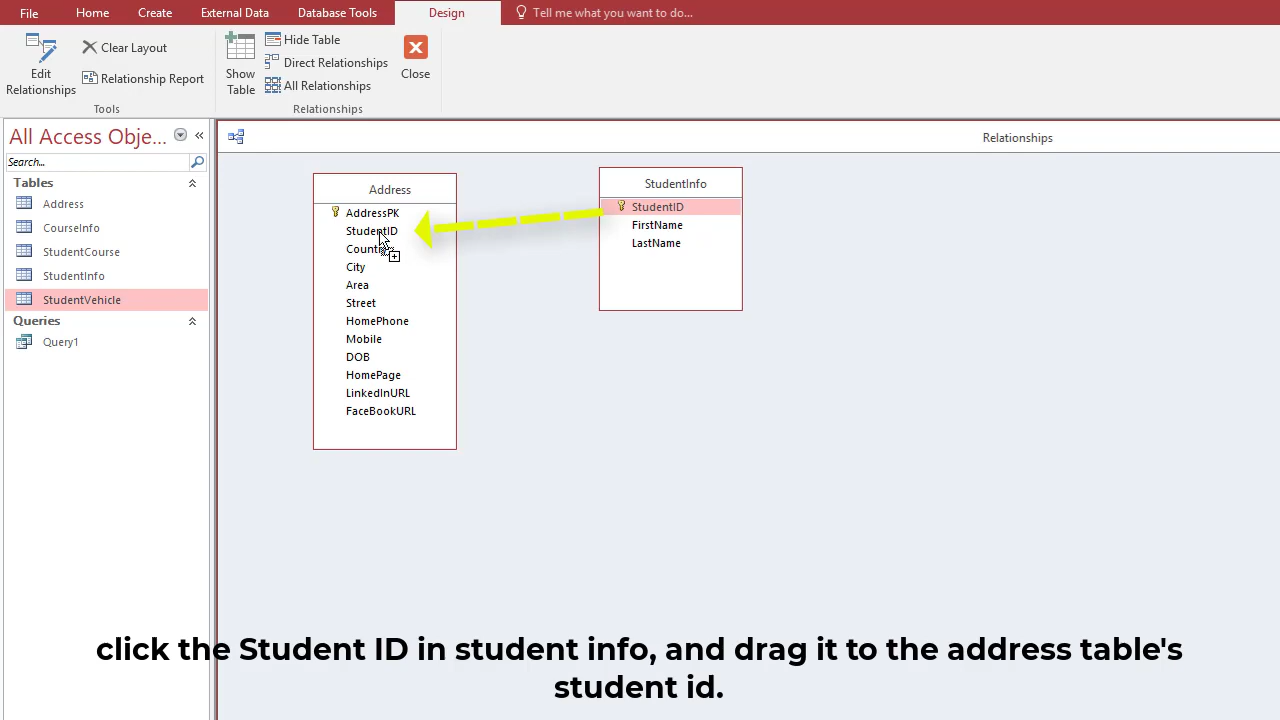 File
Home
Create
External Data
Database Tools
Design
Tell me what you want to do...
Edit
Relationships
Clear Layout
Relationship Report
Tools
Show
Table
Hide Table
Direct Relationships
All Relationships
Relationships
Close
All Access Obje...
Search...
Tables
Address
CourseInfo
StudentCourse
StudentInfo
StudentVehicle
Queries
Query1
Relationships
Address
AddressPK
StudentID
City
Area
Street
HomePhone
Mobile
DOB
HomePage
LinkedInURL
FaceBookURL
StudentInfo
StudentID
FirstName
LastName
click the Student ID in student info, and drag it to the address table's
student id.